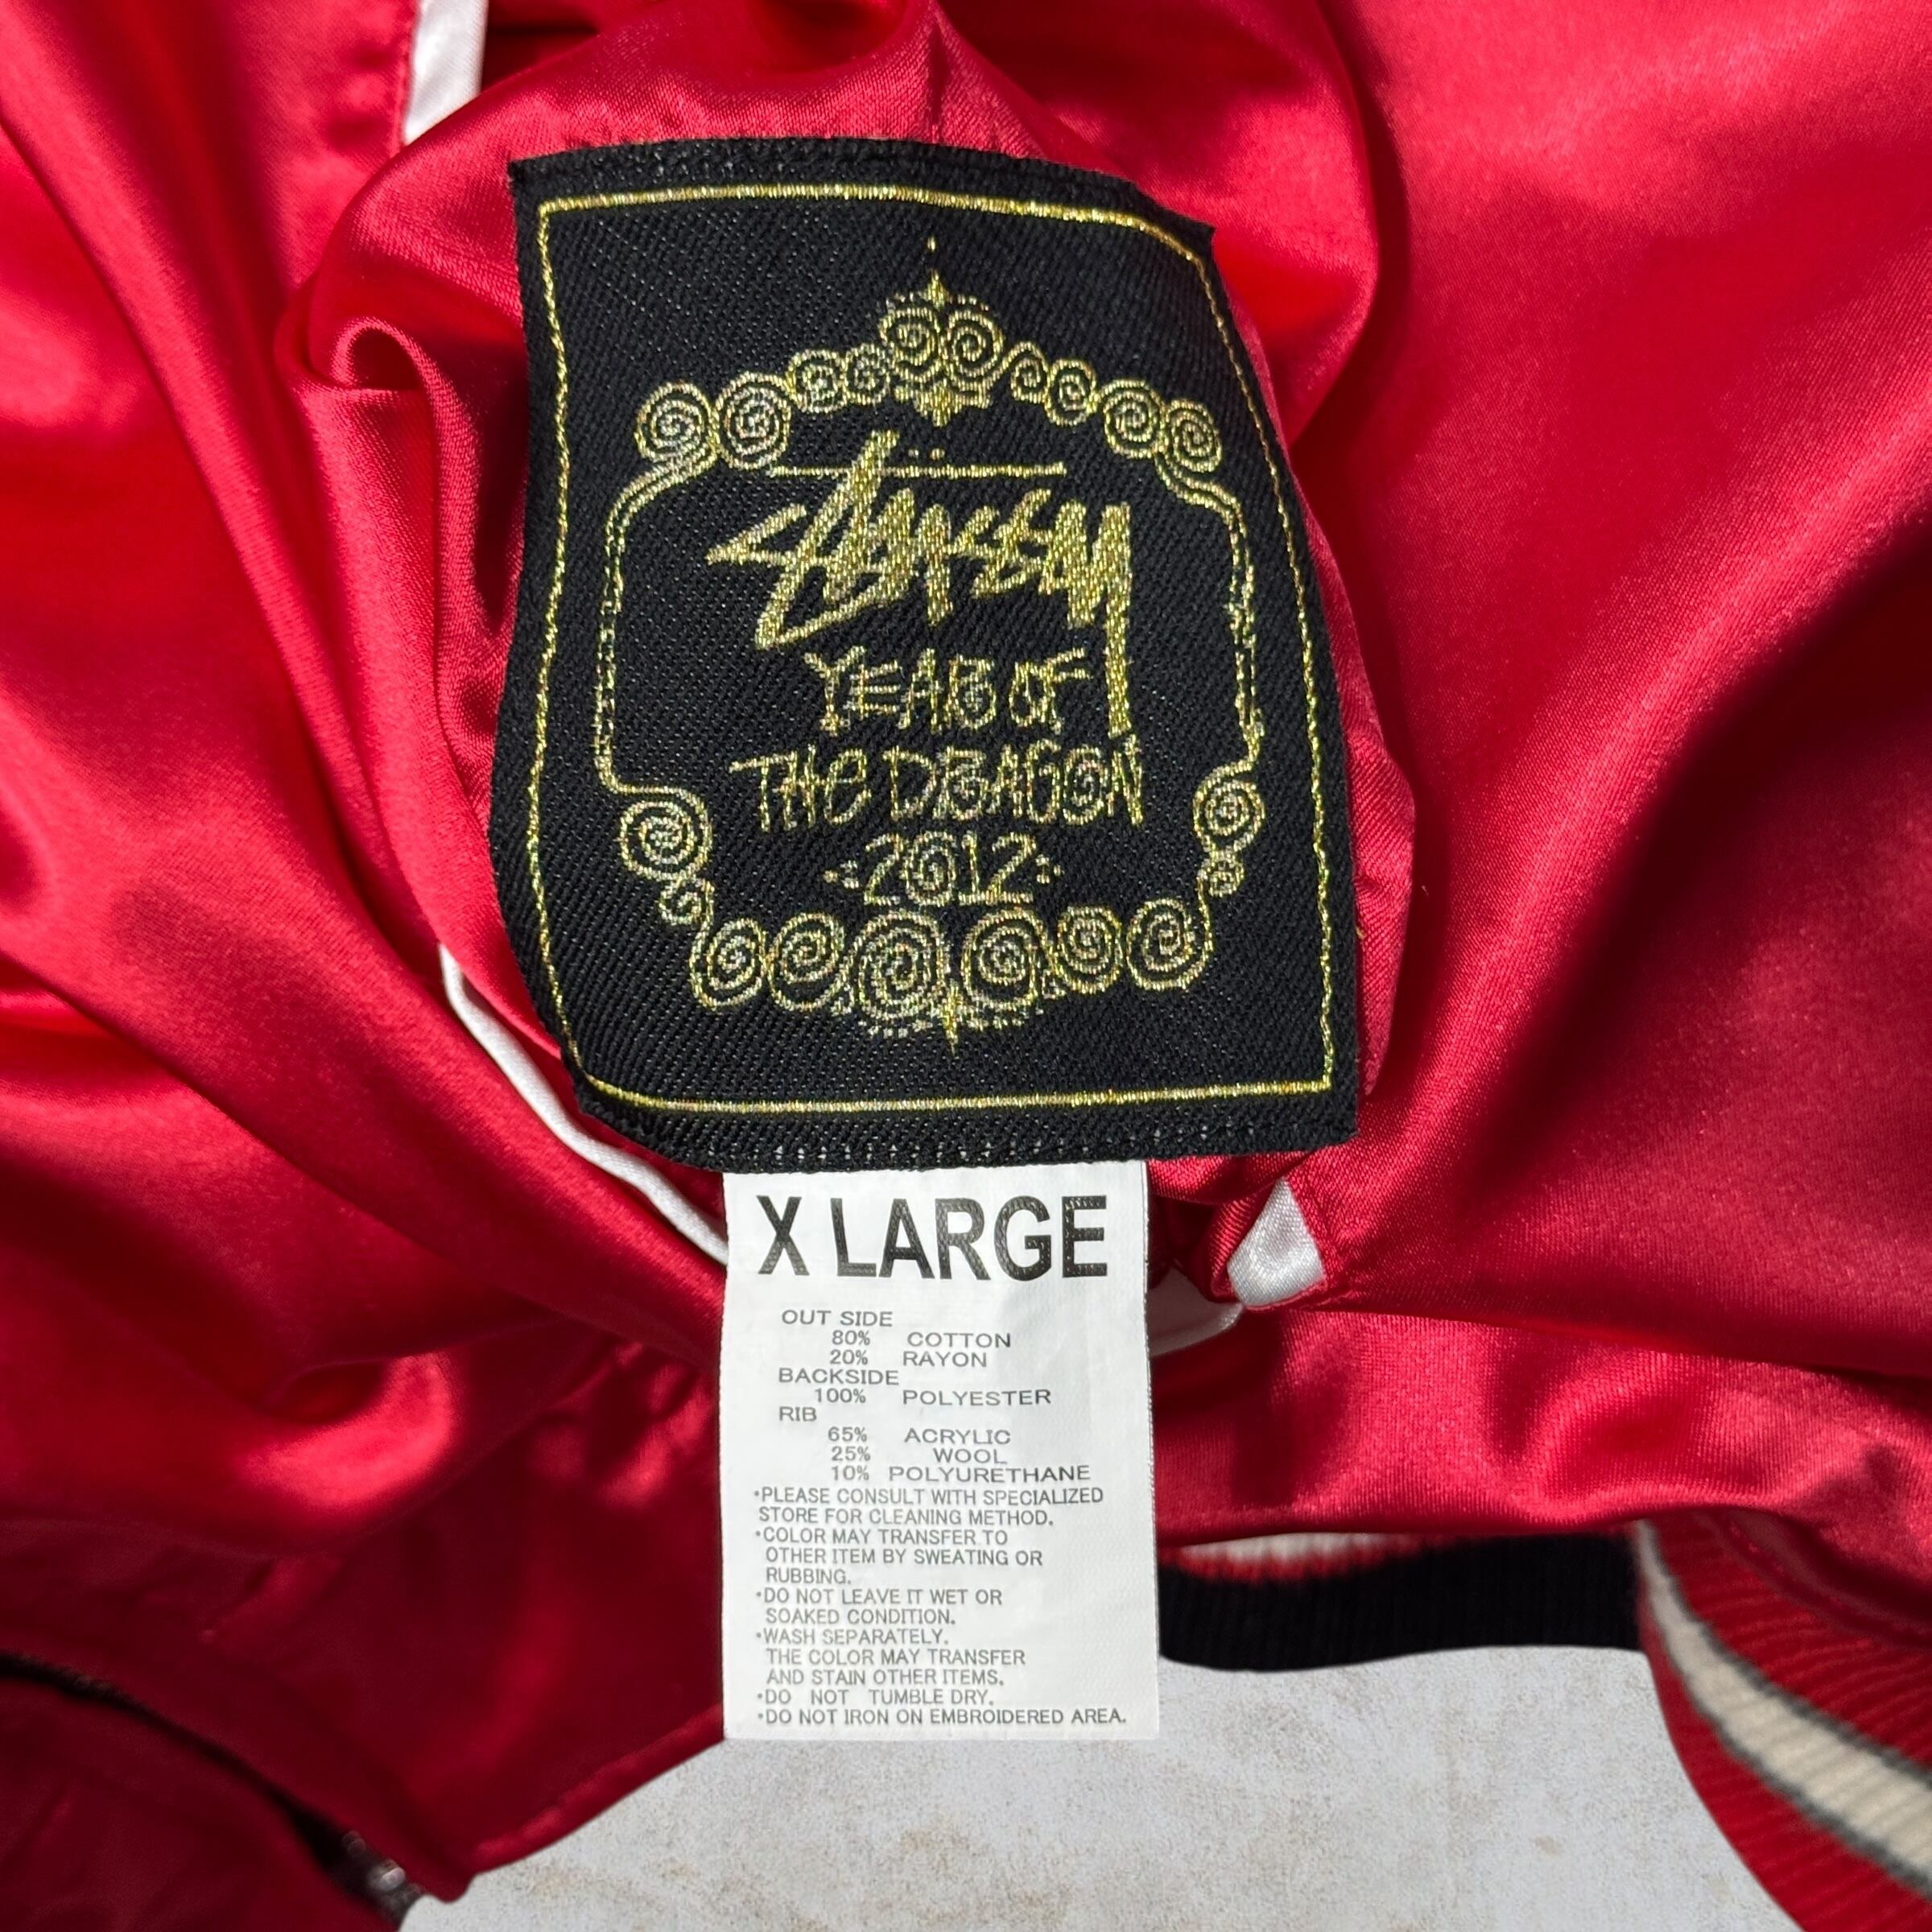 Stüssy
YEAR OF
THE DRAGON
2012
X LARGE
OUT SIDE
80% COTTON
20% RAYON
BACKSIDE
100% POLYESTER
RIB
65% ACRYLIC
25% WOOL
10% POLYURETHANE
•PLEASE CONSULT WITH SPECIALIZED
STORE FOR CLEANING METHOD.
•COLOR MAY TRANSFER TO
OTHER ITEM BY SWEATING OR
RUBBING.
•DO NOT LEAVE IT WET OR
SOAKED CONDITION.
•WASH SEPARATELY.
THE COLOR MAY TRANSFER
AND STAIN OTHER ITEMS.
•DO NOT TUMBLE DRY.
•DO NOT IRON ON EMBROIDERED AREA.